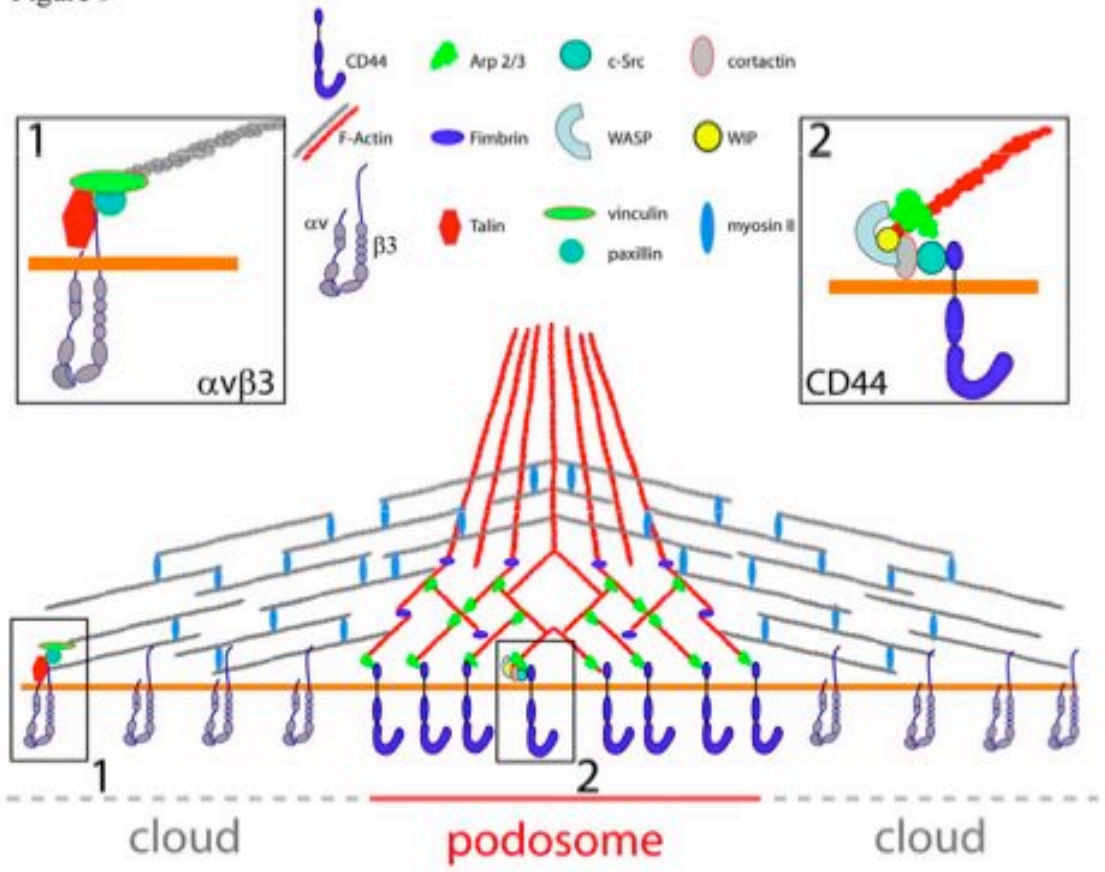 CD44
Arp 2/3
c-Src
cortactin
F-Actin
Fimbrin
WASP
WIP
αv
β3
Talin
vinculin
paxillin
myosin II
1
αvβ3
2
CD44
1
2
cloud
podosome
cloud